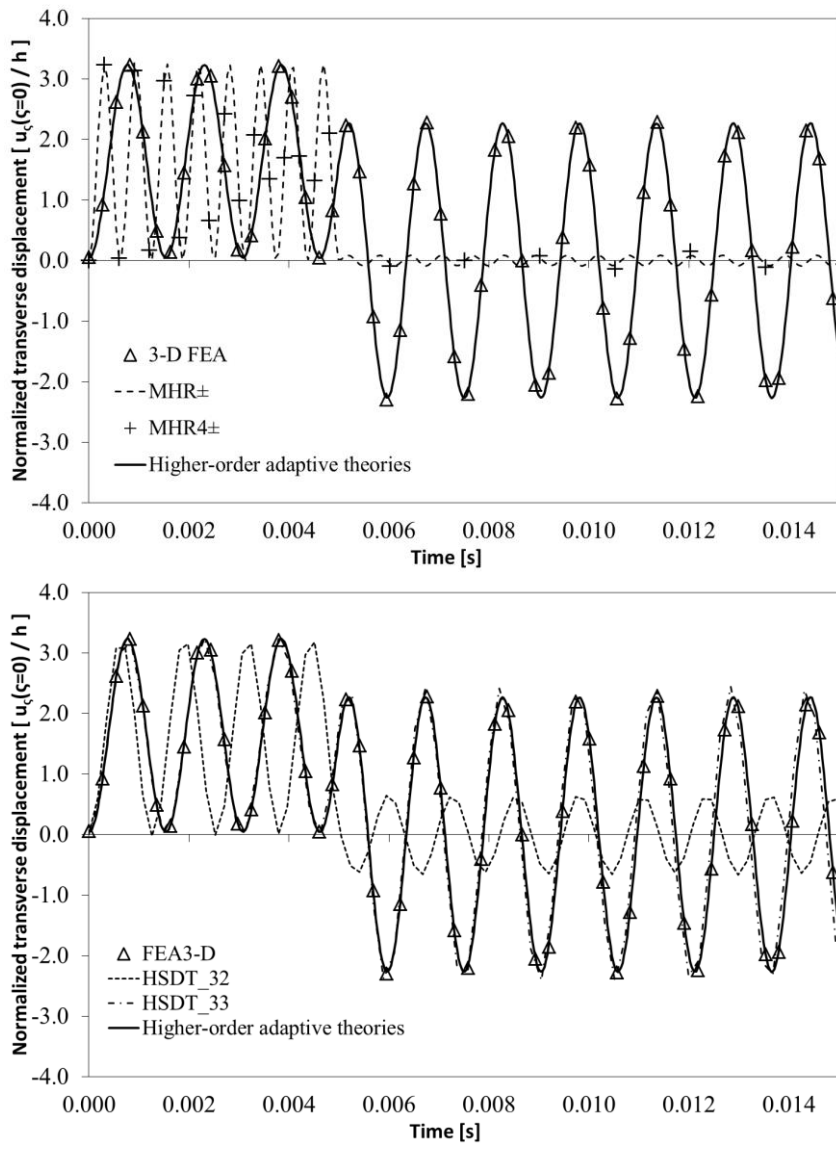 Normalized transverse displacement [ uς(ς=0) / h ]
4.0
3.0
2.0
1.0
0.0
-1.0
-2.0
-3.0
-4.0
3-D FEA
MHR±
MHR4±
Higher-order adaptive theories
0.000 0.002 0.004 0.006 0.008 0.010 0.012 0.014
Time [s]
Normalized transverse displacement [ uς(ς=0) / h ]
4.0
3.0
2.0
1.0
0.0
-1.0
-2.0
-3.0
-4.0
FEA3-D
HSDT_32
HSDT_33
Higher-order adaptive theories
0.000 0.002 0.004 0.006 0.008 0.010 0.012 0.014
Time [s]